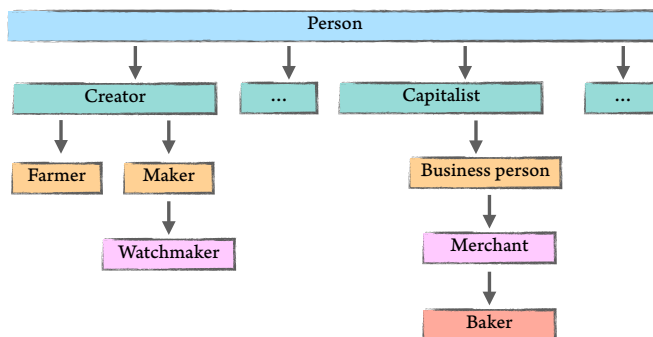 Person
Creator
...
Capitalist
...
Farmer
Maker
Business person
Watchmaker
Merchant
Baker